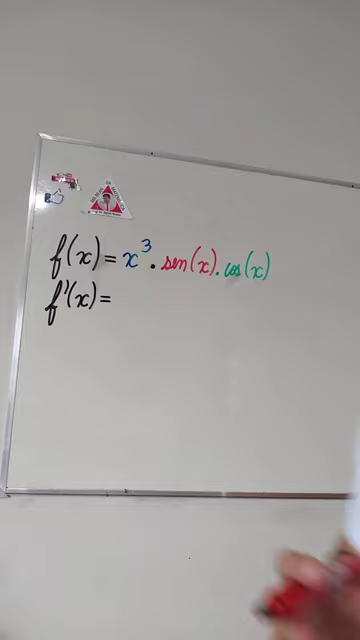 f(x) = x³ · sen(x) · cos(x)
f'(x) =